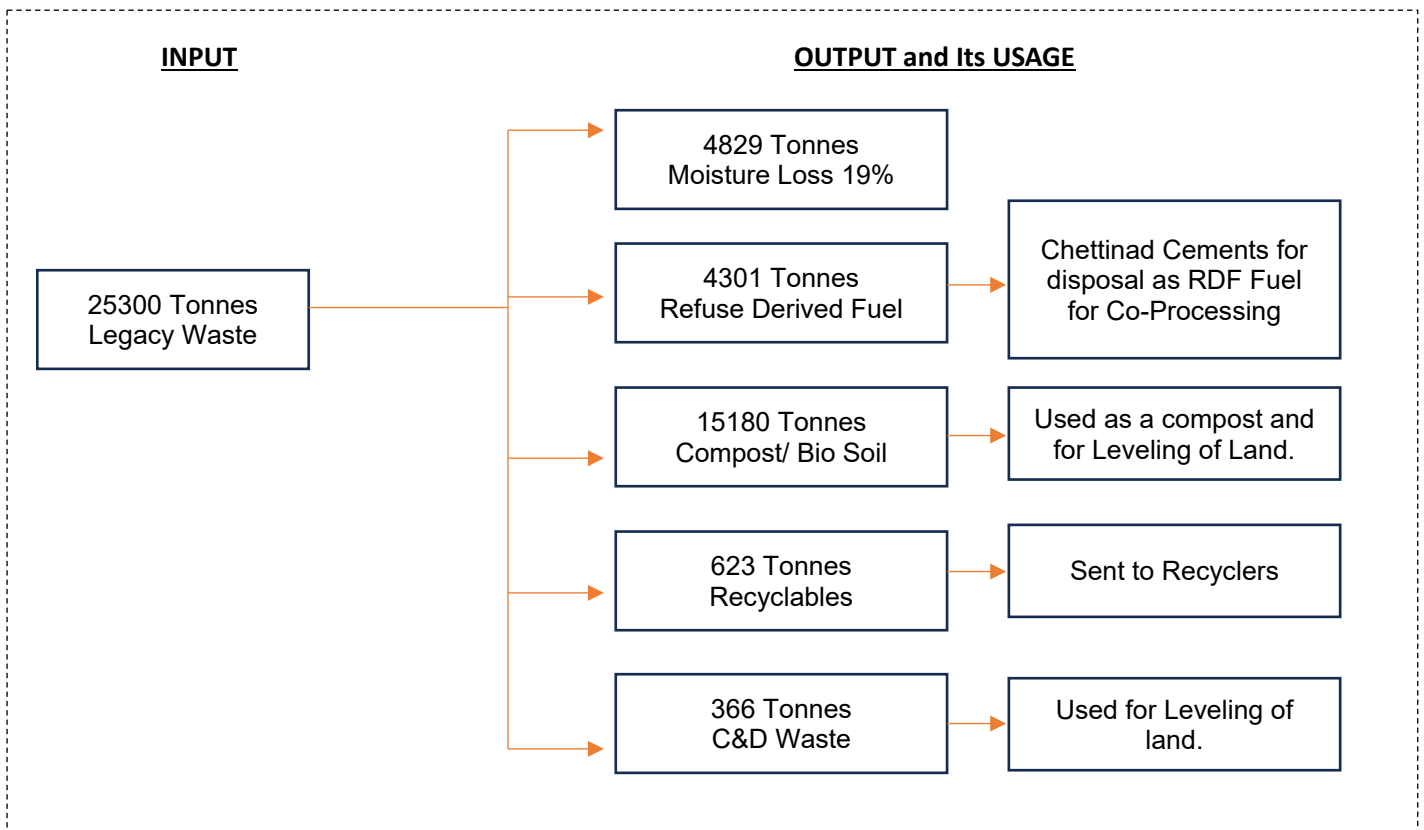 INPUT
OUTPUT and Its USAGE
25300 Tonnes
Legacy Waste
4829 Tonnes
Moisture Loss 19%
4301 Tonnes
Refuse Derived Fuel
Chettinad Cements for
disposal as RDF Fuel
for Co-Processing
15180 Tonnes
Compost/ Bio Soil
Used as a compost and
for Leveling of Land.
623 Tonnes
Recyclables
Sent to Recyclers
366 Tonnes
C&D Waste
Used for Leveling of
land.